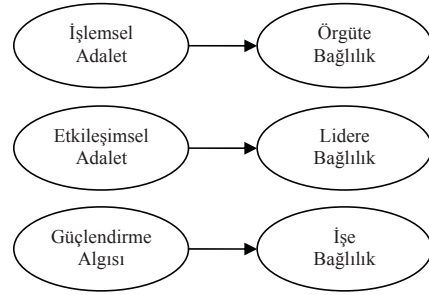 İşlemsel
Adalet
Örgüte
Bağlılık
Etkileşimsel
Adalet
Lidere
Bağlılık
Güçlendirme
Algısı
İşe
Bağlılık